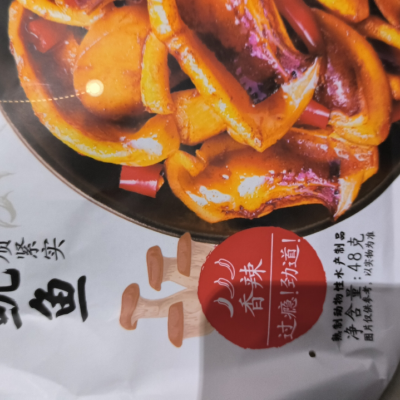 质紧实
鱿鱼
香辣
过瘾!劲道!
熟制动物性水产制品
净含量:48克
图片仅供参考,以实物为准